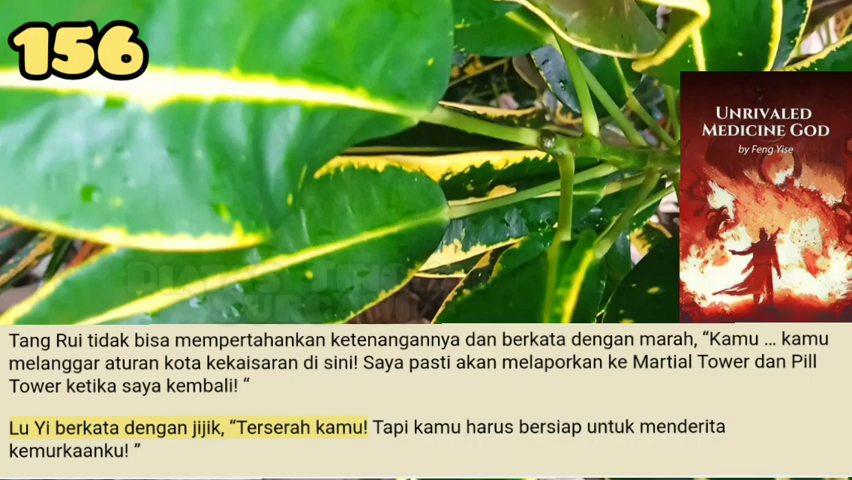 156
UNRIVALED
MEDICINE GOD
by Feng Yise
Tang Rui tidak bisa mempertahankan ketenangannya dan berkata dengan marah, “Kamu ... kamu
melanggar aturan kota kekaisaran di sini! Saya pasti akan melaporkan ke Martial Tower dan Pill
Tower ketika saya kembali! “
Lu Yi berkata dengan jijik, “Terserah kamu! Tapi kamu harus bersiap untuk menderita
kemurkaanku! ”